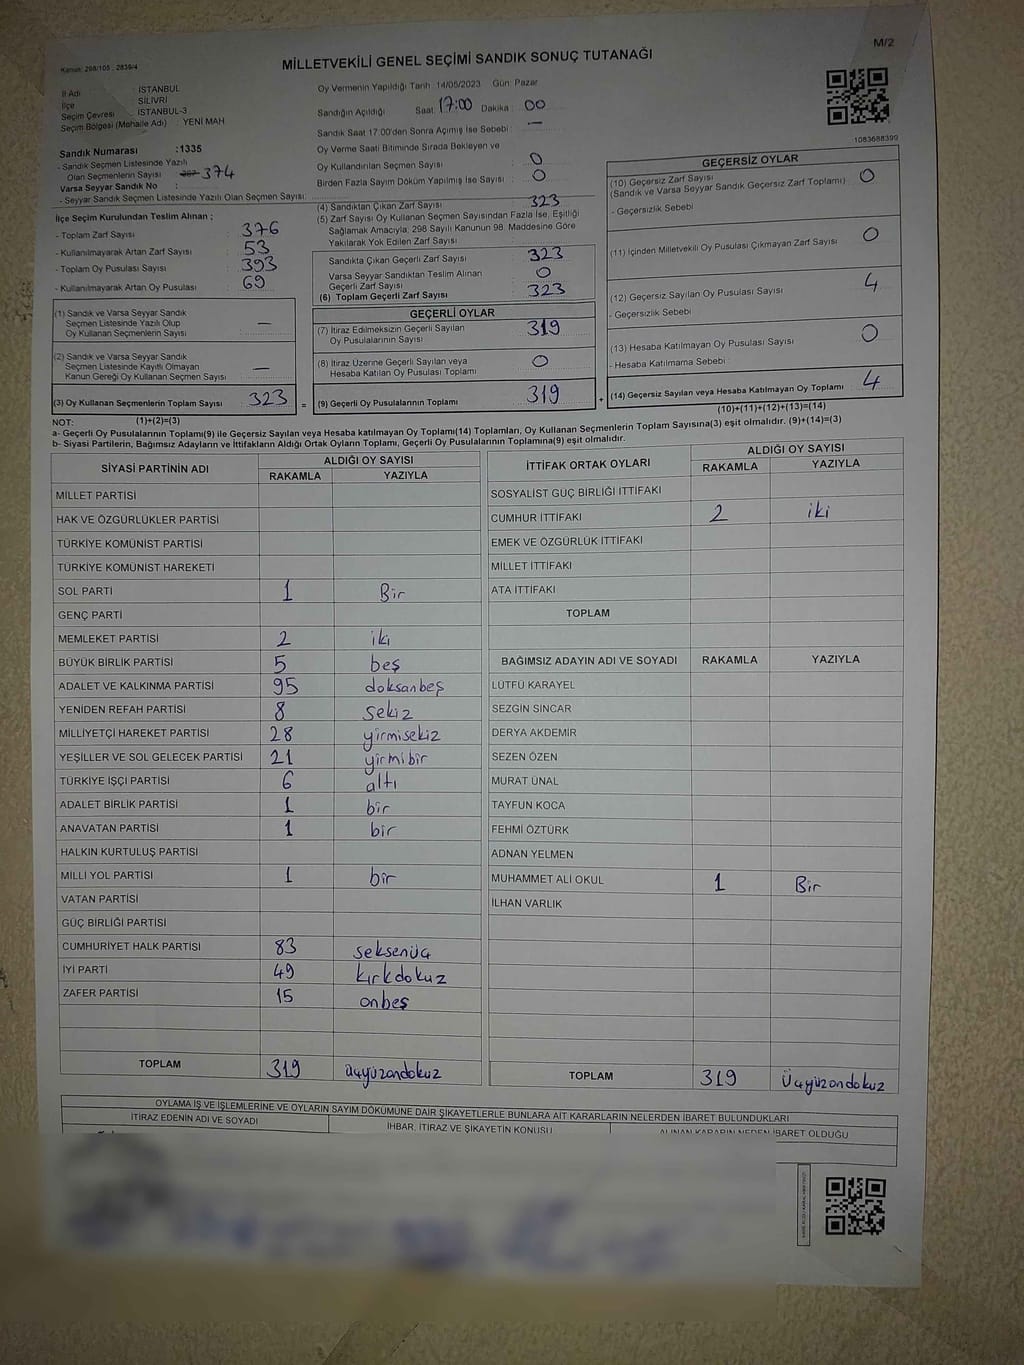 M/2
Kanun: 298/105 , 2839/4
MİLLETVEKİLİ GENEL SEÇİMİ SANDIK SONUÇ TUTANAĞI
İl Adı : İSTANBUL
İlçe : SİLİVRİ
Seçim Çevresi : İSTANBUL-3
Seçim Bölgesi (Mahalle Adı) : YENİ MAH
Sandık Numarası :1335
- Sandık Seçmen Listesinde Yazılı
Olan Seçmenlerin Sayısı : 374
Varsa Seyyar Sandık No :
- Seyyar Sandık Seçmen Listesinde Yazılı Olan Seçmen Sayısı:
İlçe Seçim Kurulundan Teslim Alınan ;
- Toplam Zarf Sayısı : 376
- Kullanılmayarak Artan Zarf Sayısı : 53
- Toplam Oy Pusulası Sayısı : 393
- Kullanılmayarak Artan Oy Pusulası : 69
(1) Sandık ve Varsa Seyyar Sandık
Seçmen Listesinde Yazılı Olup
Oy Kullanan Seçmenlerin Sayısı —
(2) Sandık ve Varsa Seyyar Sandık
Seçmen Listesinde Kayıtlı Olmayan
Kanun Gereği Oy Kullanan Seçmen Sayısı —
(3) Oy Kullanan Seçmenlerin Toplam Sayısı 323 =
(1)+(2)=(3)
Oy Vermenin Yapıldığı Tarih : 14/05/2023 Gün: Pazar
Sandığın Açıldığı Saat: 17:00 Dakika : 00
Sandık Saat 17:00'den Sonra Açımış İse Sebebi : —
Oy Verme Saati Bitiminde Sırada Bekleyen ve
Oy Kullandırılan Seçmen Sayısı : 0
Birden Fazla Sayım Döküm Yapılmış İse Sayısı : 0
(4) Sandıktan Çıkan Zarf Sayısı : 323
(5) Zarf Sayısı Oy Kullanan Seçmen Sayısından Fazla İse, Eşitliği
Sağlamak Amacıyla, 298 Sayılı Kanunun 98. Maddesine Göre
Yakılarak Yok Edilen Zarf Sayısı :
Sandıkta Çıkan Geçerli Zarf Sayısı : 323
Varsa Seyyar Sandıktan Teslim Alınan
Geçerli Zarf Sayısı : 0
(6) Toplam Geçerli Zarf Sayısı : 323
GEÇERLİ OYLAR
(7) İtiraz Edilmeksizin Geçerli Sayılan
Oy Pusulalarının Sayısı : 319
(8) İtiraz Üzerine Geçerli Sayılan veya
Hesaba Katılan Oy Pusulası Toplamı : 0
(9) Geçerli Oy Pusulalarının Toplamı : 319 +
1083688399
GEÇERSİZ OYLAR
(10) Geçersiz Zarf Sayısı : 0
(Sandık ve Varsa Seyyar Sandık Geçersiz Zarf Toplamı)
- Geçersizlik Sebebi
(11) İçinden Milletvekili Oy Pusulası Çıkmayan Zarf Sayısı 0
(12) Geçersiz Sayılan Oy Pusulası Sayısı : 4
- Geçersizlik Sebebi
(13) Hesaba Katılmayan Oy Pusulası Sayısı : 0
- Hesaba Katılmama Sebebi :
(14) Geçersiz Sayılan veya Hesaba Katılmayan Oy Toplamı : 4
(10)+(11)+(12)+(13)=(14)
NOT:
a- Geçerli Oy Pusulalarının Toplamı(9) ile Geçersiz Sayılan veya Hesaba Katılmayan Oy Toplamı(14) Toplamları, Oy Kullanan Seçmenlerin Toplam Sayısına(3) eşit olmalıdır. (9)+(14)=(3)
b- Siyasi Partilerin, Bağımsız Adayların ve İttifakların Aldığı Ortak Oyların Toplamı, Geçerli Oy Pusulalarının Toplamına(9) eşit olmalıdır.
SİYASİ PARTİNİN ADI ALDIĞI OY SAYISI
RAKAMLA YAZIYLA
MİLLET PARTİSİ
HAK VE ÖZGÜRLÜKLER PARTİSİ
TÜRKİYE KOMÜNİST PARTİSİ
TÜRKİYE KOMÜNİST HAREKETİ
SOL PARTİ 1 Bir
GENÇ PARTİ
MEMLEKET PARTİSİ 2 iki
BÜYÜK BİRLİK PARTİSİ 5 beş
ADALET VE KALKINMA PARTİSİ 95 doksanbeş
YENİDEN REFAH PARTİSİ 8 sekiz
MİLLİYETÇİ HAREKET PARTİSİ 28 yirmisekiz
YEŞİLLER VE SOL GELECEK PARTİSİ 21 yirmibir
TÜRKİYE İŞÇİ PARTİSİ 6 altı
ADALET BİRLİK PARTİSİ 1 bir
ANAVATAN PARTİSİ 1 bir
HALKIN KURTULUŞ PARTİSİ
MİLLİ YOL PARTİSİ 1 bir
VATAN PARTİSİ
GÜÇ BİRLİĞİ PARTİSİ
CUMHURİYET HALK PARTİSİ 83 seksenüç
İYİ PARTİ 49 kırkdokuz
ZAFER PARTİSİ 15 onbeş
TOPLAM 319 üçyüzondokuz
İTTİFAK ORTAK OYLARI ALDIĞI OY SAYISI
RAKAMLA YAZIYLA
SOSYALİST GÜÇ BİRLİĞİ İTTİFAKI
CUMHUR İTTİFAKI 2 iki
EMEK VE ÖZGÜRLÜK İTTİFAKI
MİLLET İTTİFAKI
ATA İTTİFAKI
TOPLAM
BAĞIMSIZ ADAYIN ADI VE SOYADI RAKAMLA YAZIYLA
LÜTFÜ KARAYEL
SEZGİN SİNCAR
DERYA AKDEMİR
SEZEN ÖZEN
MURAT ÜNAL
TAYFUN KOCA
FEHMİ ÖZTÜRK
ADNAN YELMEN
MUHAMMET ALİ OKUL 1 Bir
İLHAN VARLIK
TOPLAM 319 Üçyüzondokuz
OYLAMA İŞ VE İŞLEMLERİNE VE OYLARIN SAYIM DÖKÜMÜNE DAİR ŞİKAYETLERLE BUNLARA AİT KARARLARIN NELERDEN İBARET BULUNDUKLARI
İTİRAZ EDENİN ADI VE SOYADI İHBAR, İTİRAZ VE ŞİKAYETİN KONUSU ALINAN KARARIN NEDEN İBARET OLDUĞU